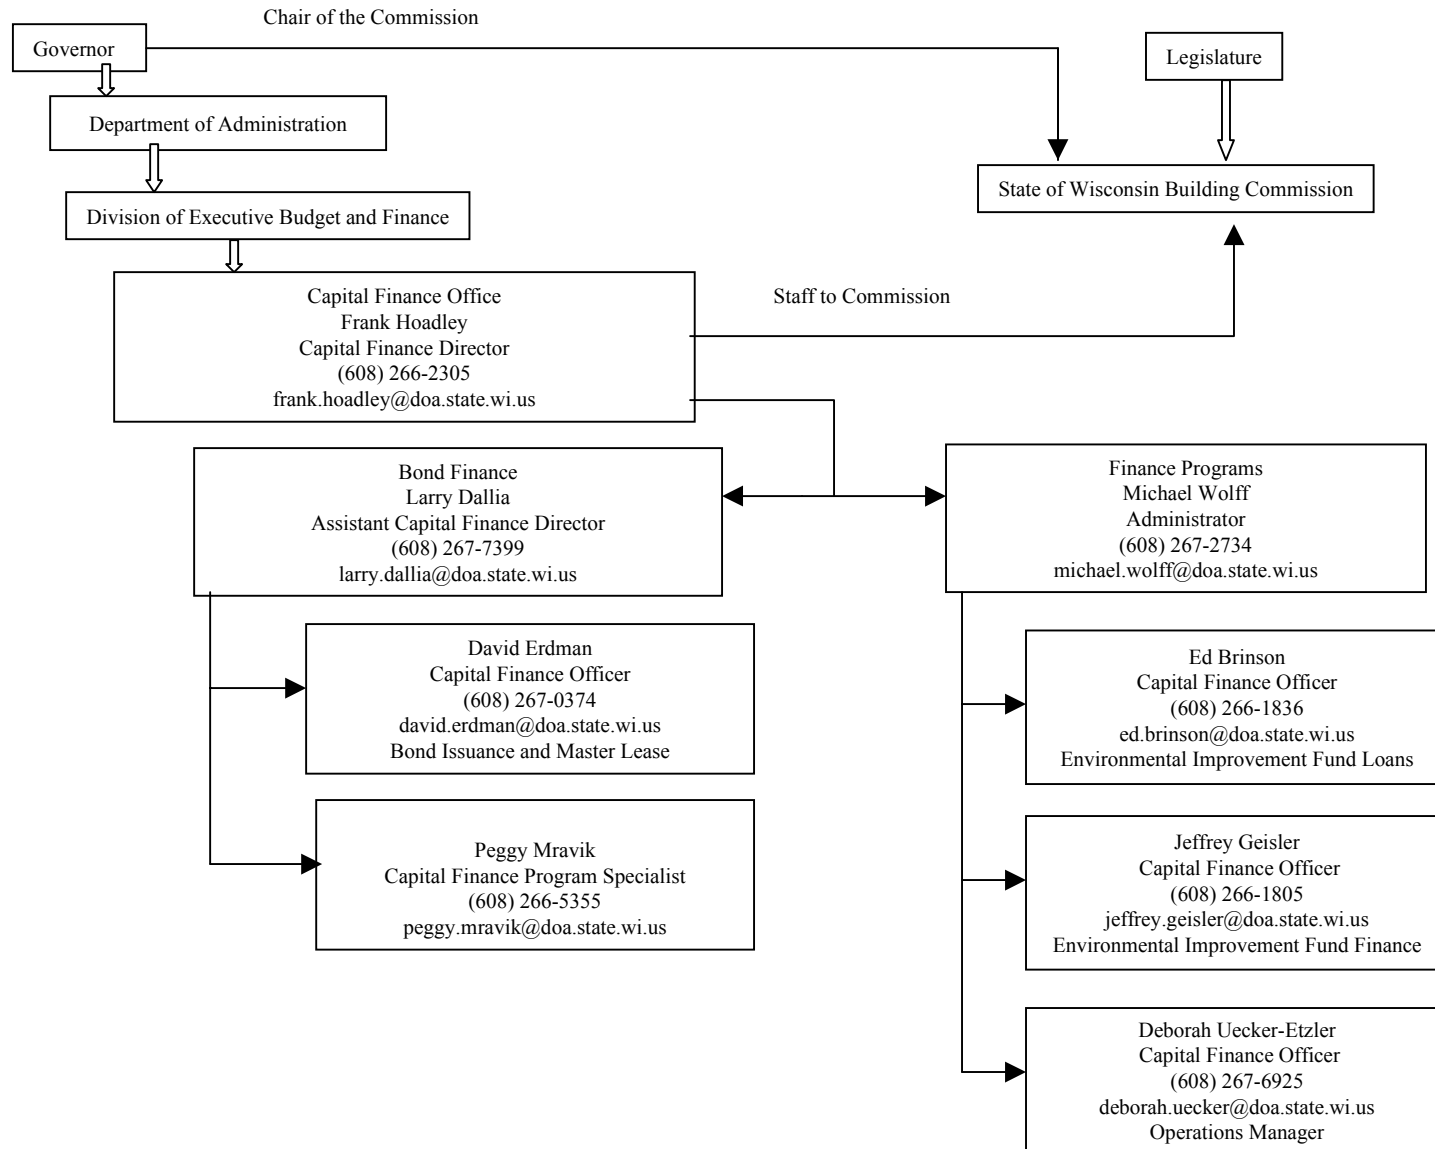 Chair of the Commission
Governor
Legislature
Department of Administration
State of Wisconsin Building Commission
Division of Executive Budget and Finance
Capital Finance Office
Frank Hoadley
Capital Finance Director
(608) 266-2305
frank.hoadley@doa.state.wi.us
Staff to Commission
Bond Finance
Larry Dallia
Assistant Capital Finance Director
(608) 267-7399
larry.dallia@doa.state.wi.us
Finance Programs
Michael Wolff
Administrator
(608) 267-2734
michael.wolff@doa.state.wi.us
David Erdman
Capital Finance Officer
(608) 267-0374
david.erdman@doa.state.wi.us
Bond Issuance and Master Lease
Ed Brinson
Capital Finance Officer
(608) 266-1836
ed.brinson@doa.state.wi.us
Environmental Improvement Fund Loans
Peggy Mravik
Capital Finance Program Specialist
(608) 266-5355
peggy.mravik@doa.state.wi.us
Jeffrey Geisler
Capital Finance Officer
(608) 266-1805
jeffrey.geisler@doa.state.wi.us
Environmental Improvement Fund Finance
Deborah Uecker-Etzler
Capital Finance Officer
(608) 267-6925
deborah.uecker@doa.state.wi.us
Operations Manager